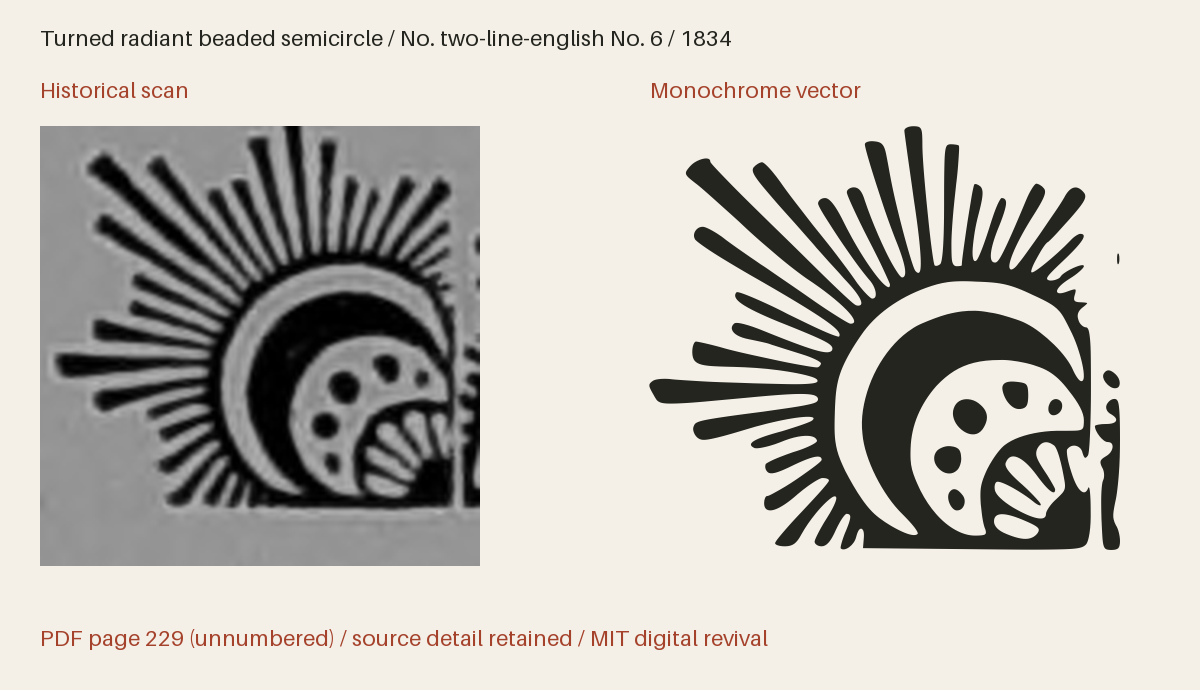 Turned radiant beaded semicircle / No. two-line-english No. 6 / 1834
Historical scan
Monochrome vector
PDF page 229 (unnumbered) / source detail retained / MIT digital revival